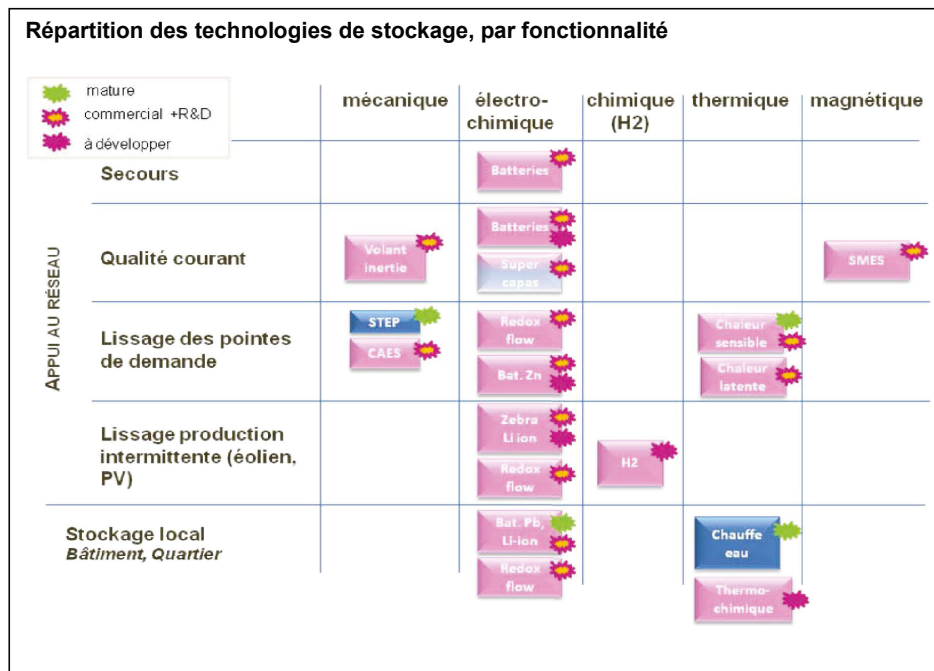 Répartition des technologies de stockage, par fonctionnalité
mature
commercial +R&D
à développer
mécanique
électro-
chimique
chimique
(H2)
thermique
magnétique
APPUI AU RÉSEAU
Secours
Batteries
Qualité courant
Volant
inertie
Batteries
Super
capas
SMES
Lissage des pointes
de demande
STEP
CAES
Redox
flow
Bat. Zn
Chaleur
sensible
Chaleur
latente
Lissage production
intermittente (éolien,
PV)
Zebra
Li ion
Redox
flow
H2
Stockage local
Bâtiment, Quartier
Bat. Pb,
Li-ion
Redox
flow
Chauffe
eau
Thermo-
chimique